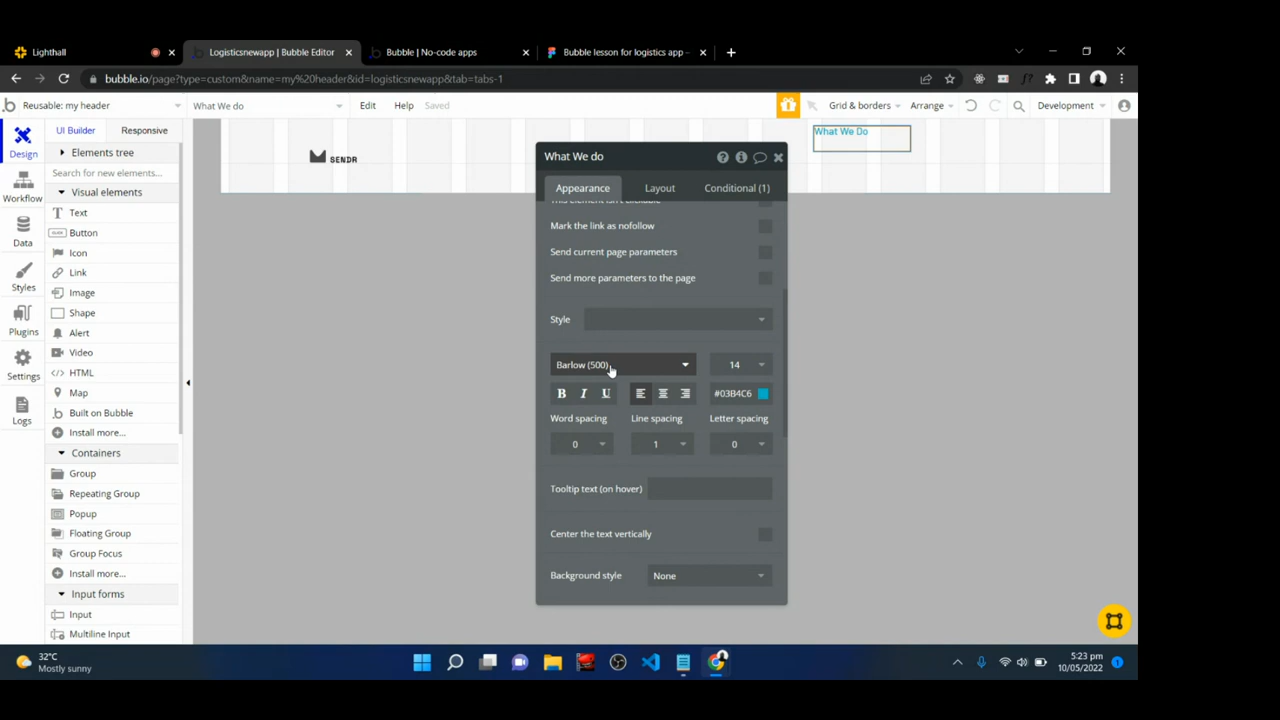 Lighthall
Logisticsnewapp | Bubble Editor
Bubble | No-code apps
Bubble lesson for logistics app –
bubble.io/page?type=custom&name=my%20header&id=logisticsnewapp&tab=tabs-1
Reusable: my header
What We do
Edit
Help
Saved
Grid & borders
Arrange
Development
Design
Workflow
Data
Styles
Plugins
Settings
Logs
UI Builder
Responsive
Elements tree
Search for new elements...
Visual elements
Text
CLICK
Button
Icon
Link
Image
Shape
Alert
Video
</> HTML
Map
Built on Bubble
Install more...
Containers
Group
Repeating Group
Popup
Floating Group
Group Focus
Install more...
Input forms
Input
Multiline Input
SENDR
What We Do
What We do
Appearance
Layout
Conditional (1)
This element isn't clickable
Mark the link as nofollow
Send current page parameters
Send more parameters to the page
Style
Barlow (500)
14
B I U
#03B4C6
Word spacing
Line spacing
Letter spacing
0
1
0
Tooltip text (on hover)
Center the text vertically
Background style
None
32°C
Mostly sunny
5:23 pm
10/05/2022
1